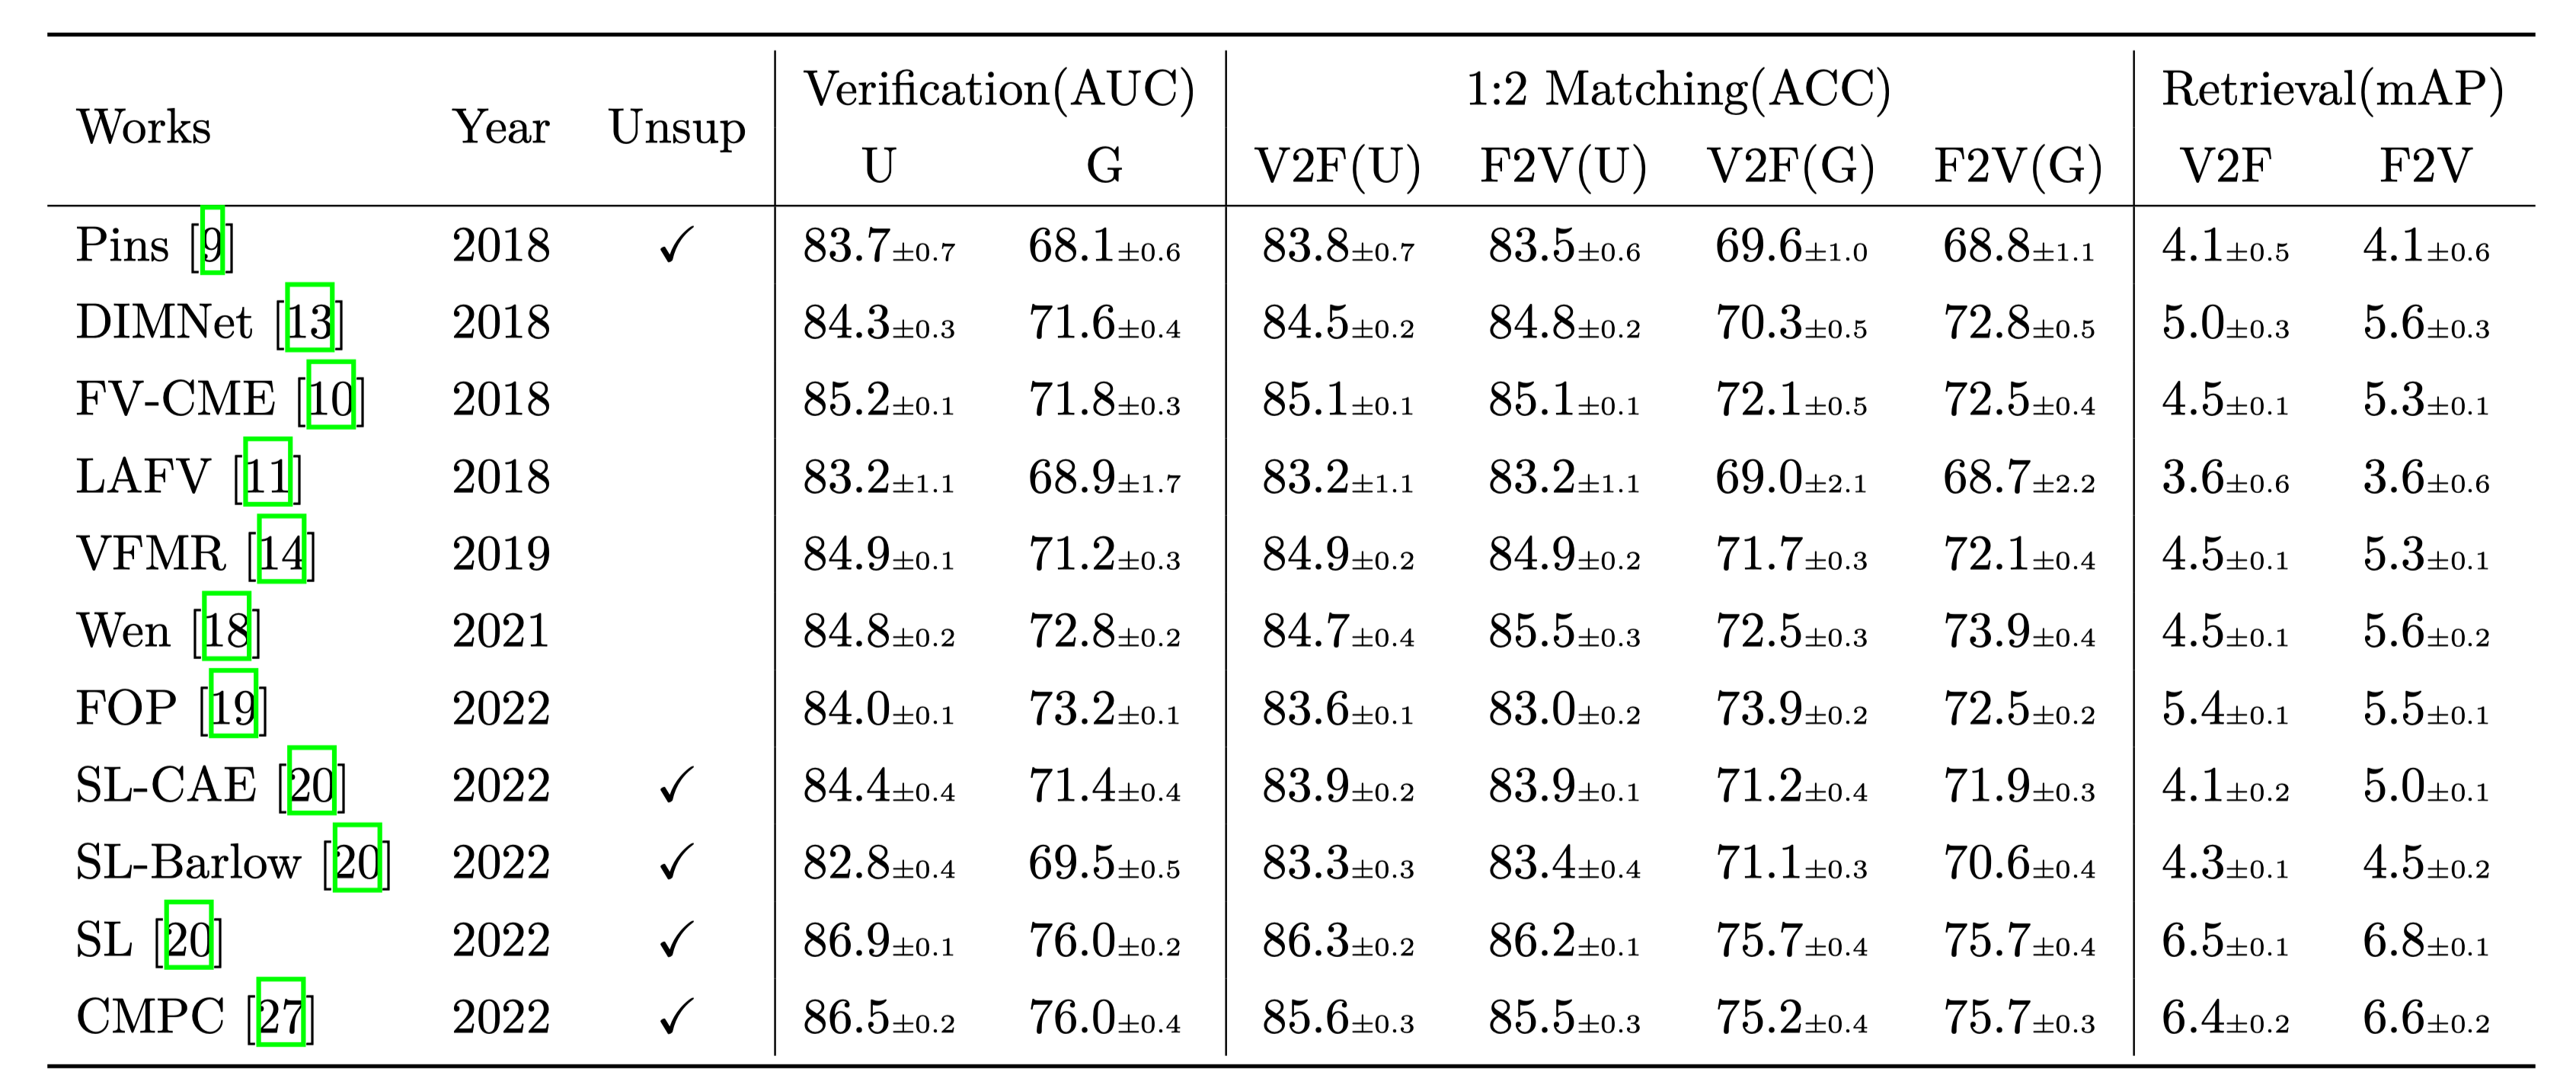 Works Year Unsup Verification(AUC) 1:2 Matching(ACC) Retrieval(mAP)
U G V2F(U) F2V(U) V2F(G) F2V(G) V2F F2V
Pins [9] 2018 ✓ 83.7±0.7 68.1±0.6 83.8±0.7 83.5±0.6 69.6±1.0 68.8±1.1 4.1±0.5 4.1±0.6
DIMNet [13] 2018 84.3±0.3 71.6±0.4 84.5±0.2 84.8±0.2 70.3±0.5 72.8±0.5 5.0±0.3 5.6±0.3
FV-CME [10] 2018 85.2±0.1 71.8±0.3 85.1±0.1 85.1±0.1 72.1±0.5 72.5±0.4 4.5±0.1 5.3±0.1
LAFV [11] 2018 83.2±1.1 68.9±1.7 83.2±1.1 83.2±1.1 69.0±2.1 68.7±2.2 3.6±0.6 3.6±0.6
VFMR [14] 2019 84.9±0.1 71.2±0.3 84.9±0.2 84.9±0.2 71.7±0.3 72.1±0.4 4.5±0.1 5.3±0.1
Wen [18] 2021 84.8±0.2 72.8±0.2 84.7±0.4 85.5±0.3 72.5±0.3 73.9±0.4 4.5±0.1 5.6±0.2
FOP [19] 2022 84.0±0.1 73.2±0.1 83.6±0.1 83.0±0.2 73.9±0.2 72.5±0.2 5.4±0.1 5.5±0.1
SL-CAE [20] 2022 ✓ 84.4±0.4 71.4±0.4 83.9±0.2 83.9±0.1 71.2±0.4 71.9±0.3 4.1±0.2 5.0±0.1
SL-Barlow [20] 2022 ✓ 82.8±0.4 69.5±0.5 83.3±0.3 83.4±0.4 71.1±0.3 70.6±0.4 4.3±0.1 4.5±0.2
SL [20] 2022 ✓ 86.9±0.1 76.0±0.2 86.3±0.2 86.2±0.1 75.7±0.4 75.7±0.4 6.5±0.1 6.8±0.1
CMPC [27] 2022 ✓ 86.5±0.2 76.0±0.4 85.6±0.3 85.5±0.3 75.2±0.4 75.7±0.3 6.4±0.2 6.6±0.2